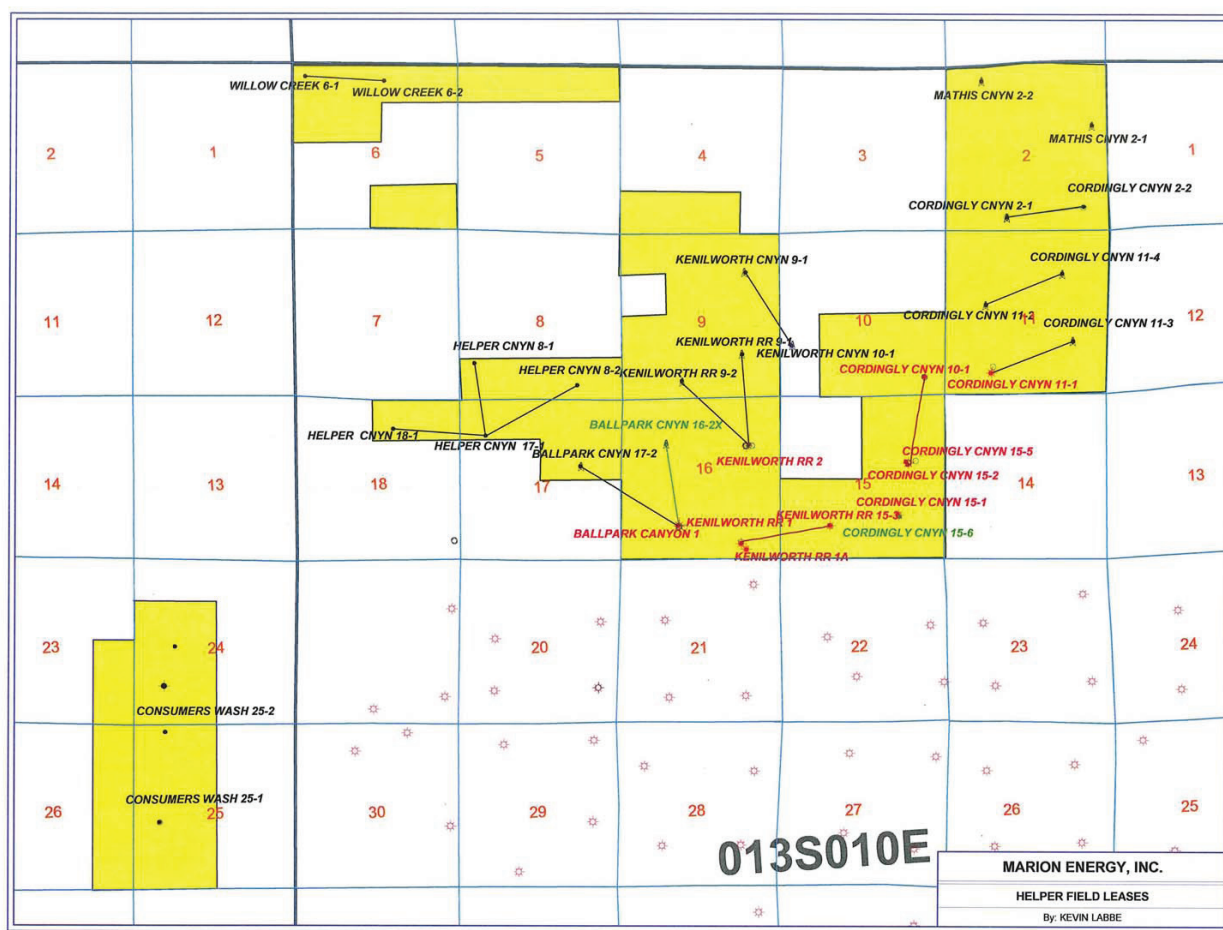 WILLOW CREEK 6-1
WILLOW CREEK 6-2
MATHIS CNYN 2-2
MATHIS CNYN 2-1
2
1
6
5
4
3
2
1
CORDINGLY CNYN 2-2
CORDINGLY CNYN 2-1
KENILWORTH CNYN 9-1
CORDINGLY CNYN 11-4
11
12
7
8
9
10
CORDINGLY CNYN 11-2
11
12
CORDINGLY CNYN 11-3
HELPER CNYN 8-1
KENILWORTH RR 9-1
KENILWORTH CNYN 10-1
HELPER CNYN 8-2
KENILWORTH RR 9-2
CORDINGLY CNYN 10-1
CORDINGLY CNYN 11-1
BALLPARK CNYN 16-2X
HELPER CNYN 18-1
HELPER CNYN 17-1
BALLPARK CNYN 17-2
KENILWORTH RR 2
CORDINGLY CNYN 15-5
CORDINGLY CNYN 15-2
14
13
18
17
16
15
14
13
CORDINGLY CNYN 15-1
KENILWORTH RR 15-3
KENILWORTH RR 1
BALLPARK CANYON 1
CORDINGLY CNYN 15-6
KENILWORTH RR 1A
23
24
20
21
22
23
24
CONSUMERS WASH 25-2
CONSUMERS WASH 25-1
26
25
30
29
28
27
26
25
013S010E
MARION ENERGY, INC.
HELPER FIELD LEASES
By: KEVIN LABBE